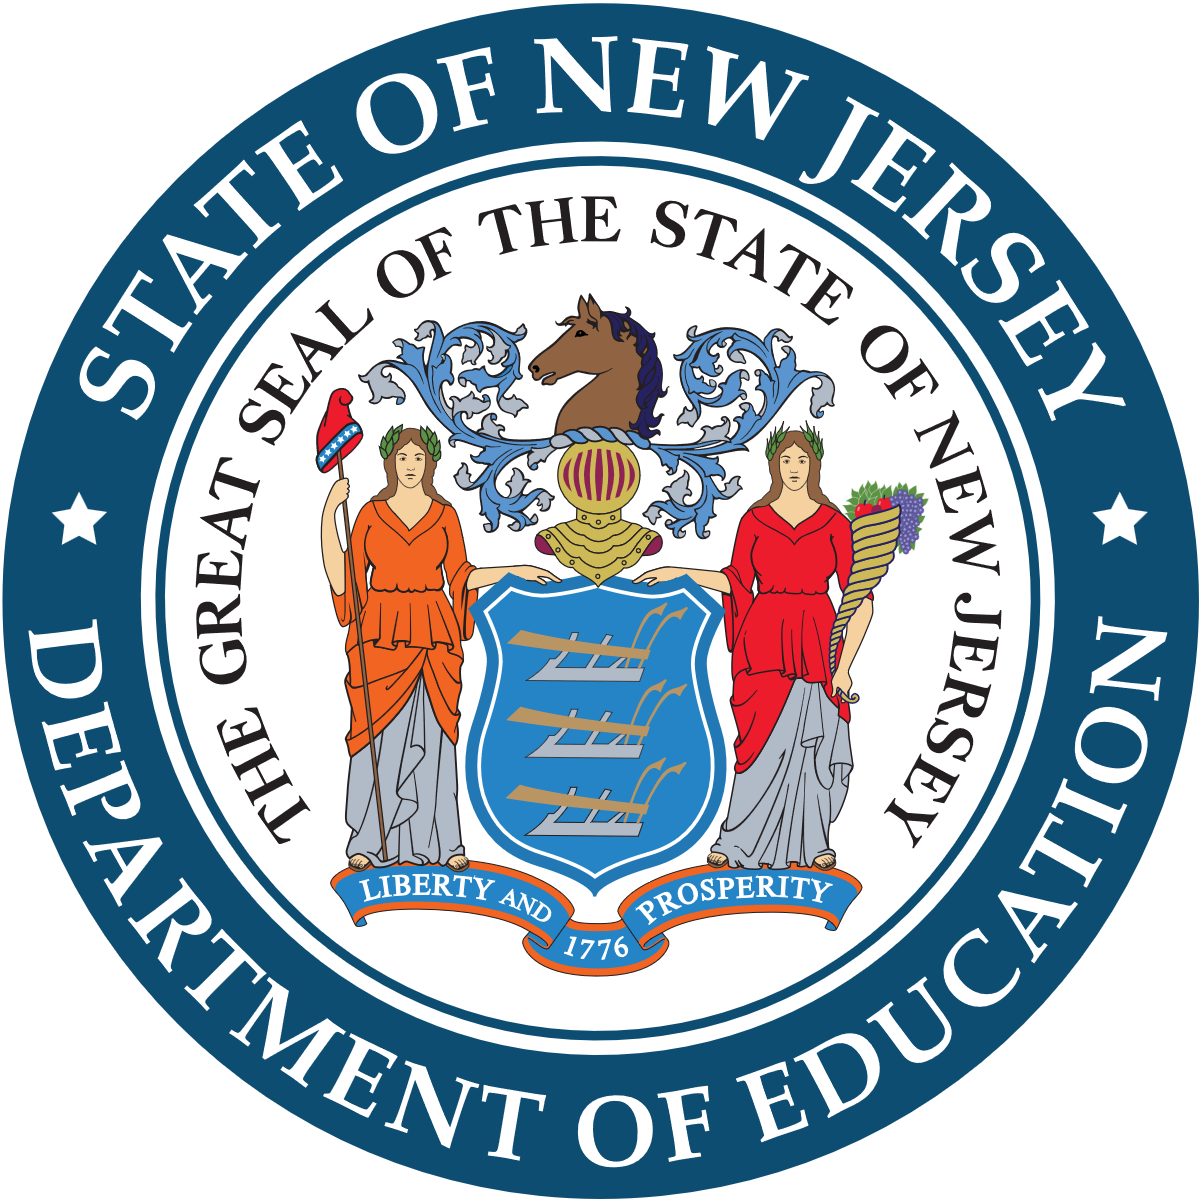 STATE OF NEW JERSEY
THE GREAT SEAL OF THE STATE OF NEW JERSEY
LIBERTY AND PROSPERITY
1776
DEPARTMENT OF EDUCATION